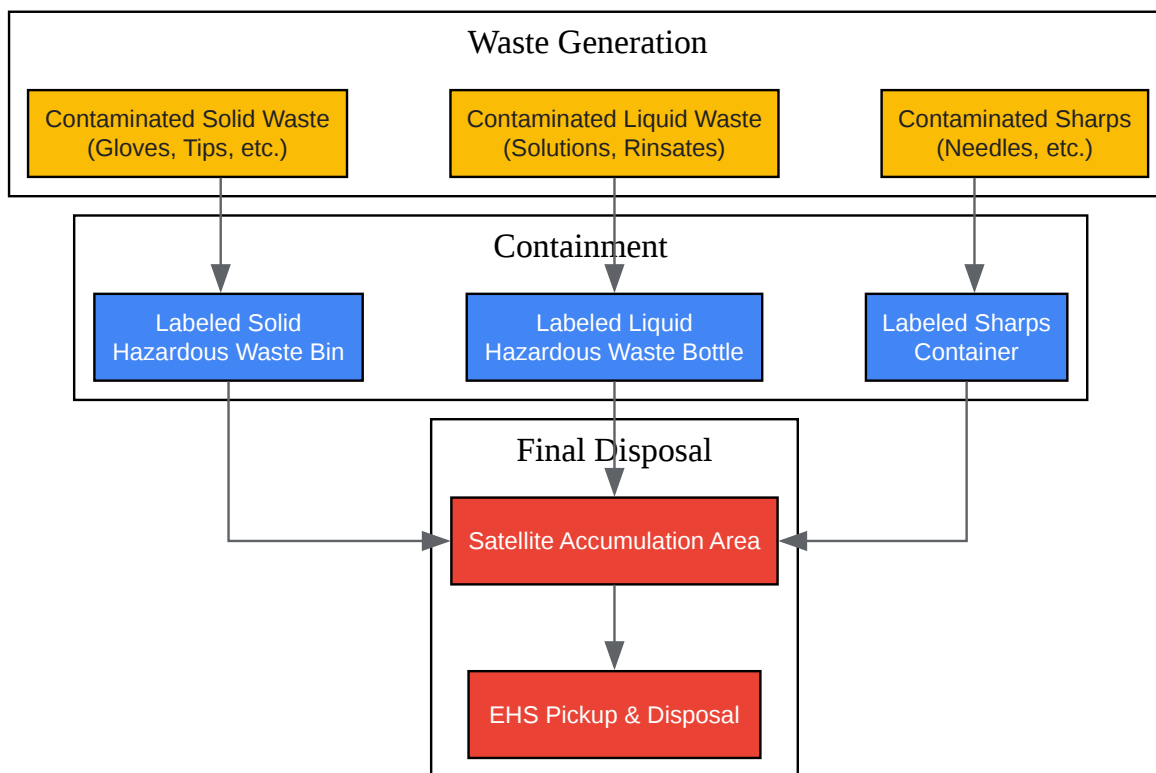 Waste Generation
Contaminated Solid Waste
(Gloves, Tips, etc.)
Contaminated Liquid Waste
(Solutions, Rinsates)
Contaminated Sharps
(Needles, etc.)
Containment
Labeled Solid
Hazardous Waste Bin
Labeled Liquid
Hazardous Waste Bottle
Labeled Sharps
Container
Final Disposal
Satellite Accumulation Area
EHS Pickup & Disposal